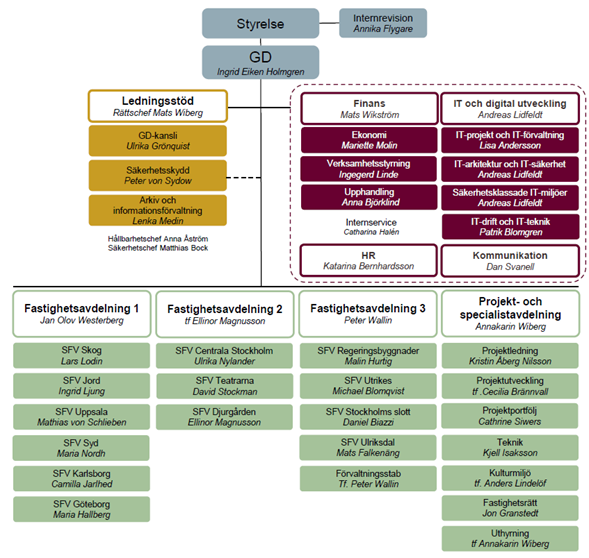 Styrelse
Internrevision
Annika Flygare
GD
Ingrid Eiken Holmgren
Ledningsstöd
Rättschef Mats Wiberg
GD-kansli
Ulrika Grönquist
Säkerhetsskydd
Peter von Sydow
Arkiv och
informationsförvaltning
Lenka Medin
Hållbarhetschef Anna Åström
Säkerhetschef Matthias Bock
Finans
Mats Wikström
Ekonomi
Mariette Molin
Verksamhetsstyrning
Ingegerd Linde
Upphandling
Anna Björklind
Internservice
Catharina Halén
HR
Katarina Bernhardsson
IT och digital utveckling
Andreas Lidfeldt
IT-projekt och IT-förvaltning
Lisa Andersson
IT-arkitektur och IT-säkerhet
Andreas Lidfeldt
Säkerhetsklassade IT-miljöer
Andreas Lidfeldt
IT-drift och IT-teknik
Patrik Blomgren
Kommunikation
Dan Svanell
Fastighetsavdelning 1
Jan Olov Westerberg
SFV Skog
Lars Lodin
SFV Jord
Ingrid Ljung
SFV Uppsala
Mathias von Schlieben
SFV Syd
Maria Nordh
SFV Karlsborg
Camilla Jarlhed
SFV Göteborg
Maria Hallberg
Fastighetsavdelning 2
tf Ellinor Magnusson
SFV Centrala Stockholm
Ulrika Nylander
SFV Teatrarna
David Stockman
SFV Djurgården
Ellinor Magnusson
Fastighetsavdelning 3
Peter Wallin
SFV Regeringsbyggnader
Malin Hurtig
SFV Utrikes
Michael Blomqvist
SFV Stockholms slott
Daniel Biazzi
SFV Ulriksdal
Mats Falkenäng
Förvaltningsstab
Tf. Peter Wallin
Projekt- och
specialistavdelning
Annakarin Wiberg
Projektledning
Kristin Åberg Nilsson
Projektutveckling
tf .Cecilia Brännvall
Projektportfölj
Cathrine Siwers
Teknik
Kjell Isaksson
Kulturmiljö
tf. Anders Lindelöf
Fastighetsrätt
Jon Granstedt
Uthyrning
tf Annakarin Wiberg